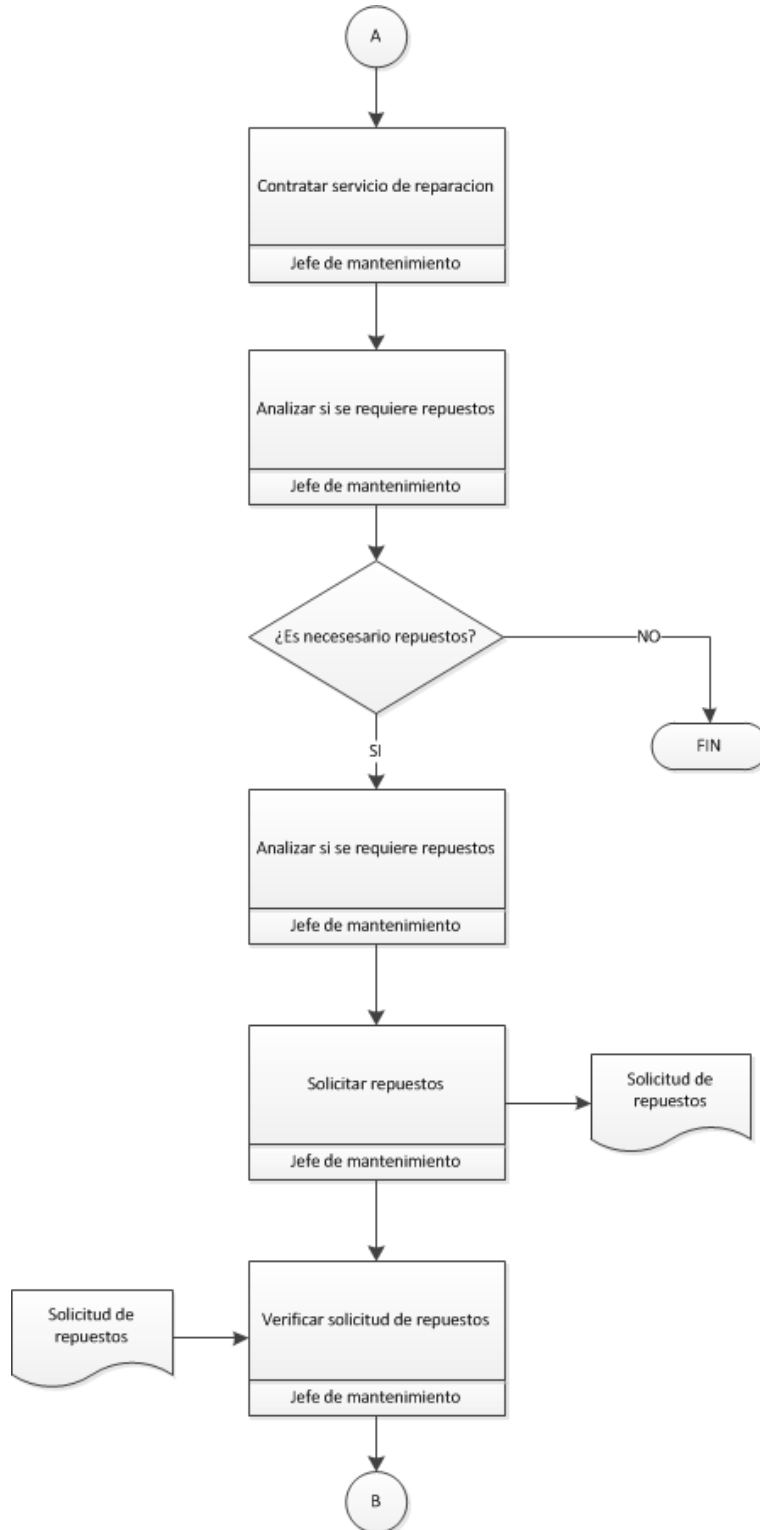 A
Contratar servicio de reparacion
Jefe de mantenimiento
Analizar si se requiere repuestos
Jefe de mantenimiento
¿Es necesesario repuestos?
NO
FIN
SI
Analizar si se requiere repuestos
Jefe de mantenimiento
Solicitar repuestos
Jefe de mantenimiento
Solicitud de
repuestos
Solicitud de
repuestos
Verificar solicitud de repuestos
Jefe de mantenimiento
B